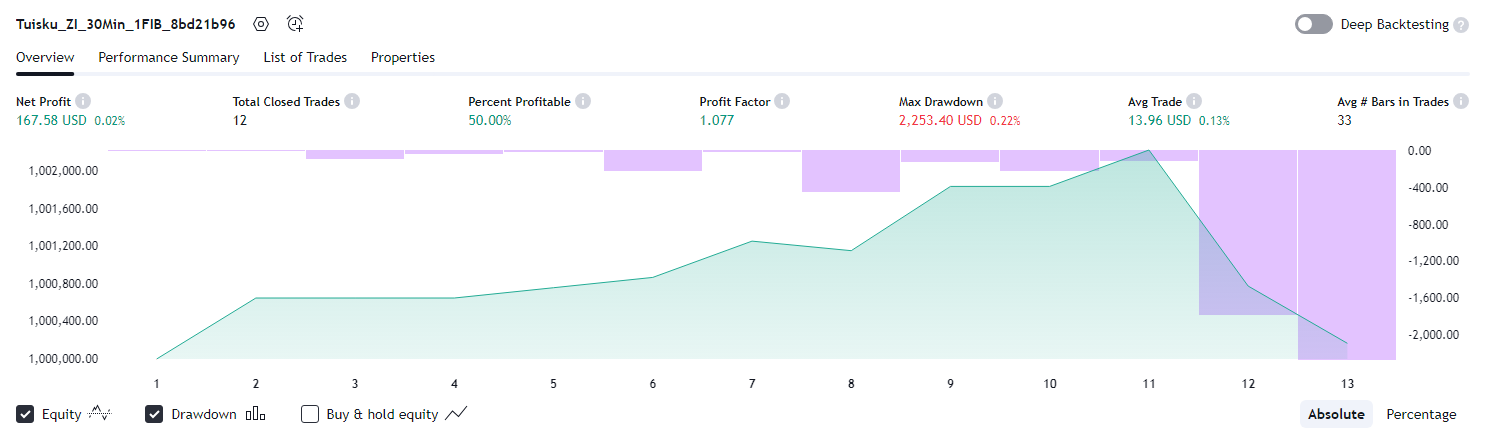 Tuisku_ZI_30Min_1FIB_8bd21b96 Deep Backtesting ?
Overview Performance Summary List of Trades Properties
Net Profit i Total Closed Trades i Percent Profitable i Profit Factor i Max Drawdown i Avg Trade i Avg # Bars in Trades i
167.58 USD 0.02% 12 50.00% 1.077 2,253.40 USD 0.22% 13.96 USD 0.13% 33
0.00
1,002,000.00
-400.00
1,001,600.00
-800.00
1,001,200.00
-1,200.00
1,000,800.00
-1,600.00
1,000,400.00
-2,000.00
1,000,000.00
1 2 3 4 5 6 7 8 9 10 11 12 13
Equity Drawdown Buy & hold equity Absolute Percentage